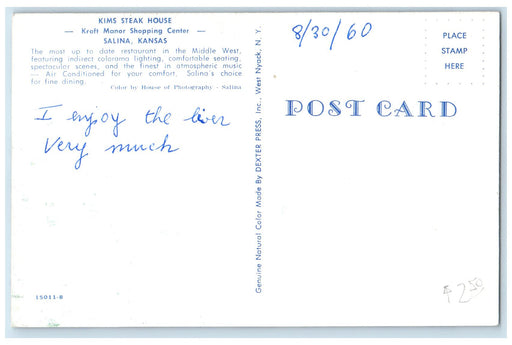 KIMS STEAK HOUSE
— Kraft Manor Shopping Center —
SALINA, KANSAS
The most up to date restaurant in the Middle West,
featuring indirect colorama lighting, comfortable seating,
spectacular scenes, and the finest in atmospheric music
— Air Conditioned for your comfort. Salina's choice
for fine dining.
Color by House of Photography - Salina
I enjoy the liver
Very much
15011-B
Genuine Natural Color Made By DEXTER PRESS, Inc., West Nyack, N. Y.
8/30/60
PLACE
STAMP
HERE
POST CARD
$2.50